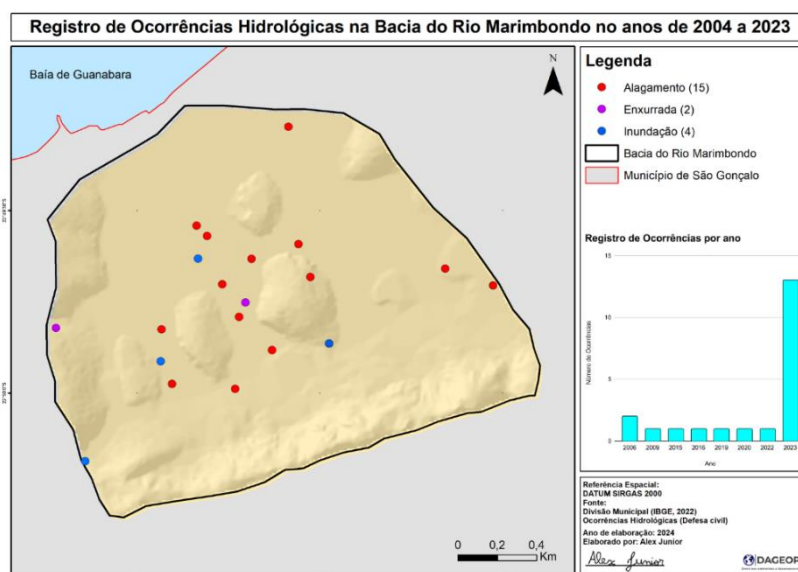 Registro de Ocorrências Hidrológicas na Bacia do Rio Marimbondo no anos de 2004 a 2023
Baía de Guanabara
N
0 0,2 0,4
Km
Legenda
Alagamento (15)
Enxurrada (2)
Inundação (4)
Bacia do Rio Marimbondo
Município de São Gonçalo
Registro de Ocorrências por ano
Número de Ocorrências
15
10
5
0
2006 2009 2015 2016 2019 2020 2022 2023
Ano
Referência Espacial:
DATUM SIRGAS 2000
Fonte:
Divisão Municipal (IBGE, 2022)
Ocorrências Hidrológicas (Defesa civil)
Ano de elaboração: 2024
Elaborado por: Alex Junior
Alex Junior
DAGEOP